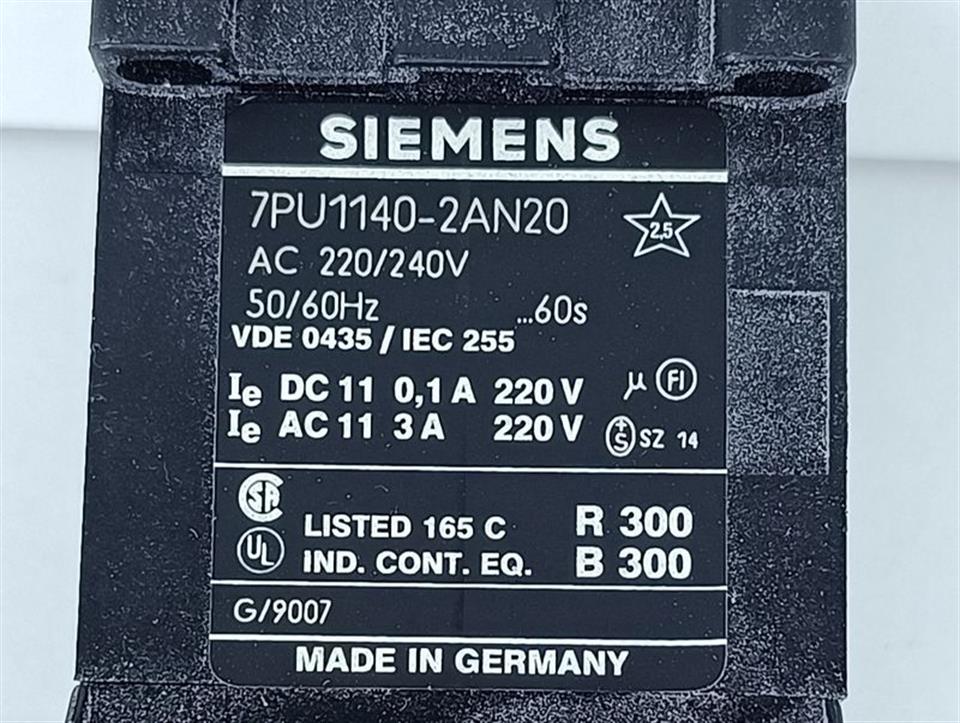 SIEMENS
7PU1140-2AN20
2,5
AC 220/240V
50/60Hz ...60s
VDE 0435 / IEC 255
Ie DC 11 0,1 A 220 V µ FI
Ie AC 11 3 A 220 V +S SZ 14
SA
LISTED 165 C R 300
UL IND. CONT. EQ. B 300
G/9007
MADE IN GERMANY